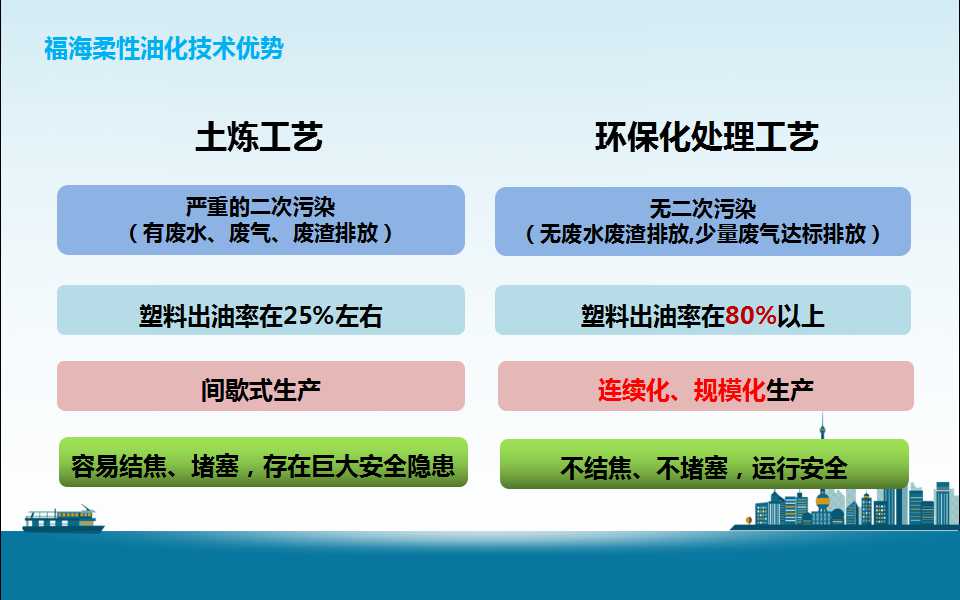 福海柔性油化技术优势
土炼工艺
环保化处理工艺
严重的二次污染
（有废水、废气、废渣排放）
无二次污染
（无废水废渣排放,少量废气达标排放）
塑料出油率在25%左右
塑料出油率在80%以上
间歇式生产
连续化、规模化生产
容易结焦、堵塞，存在巨大安全隐患
不结焦、不堵塞，运行安全